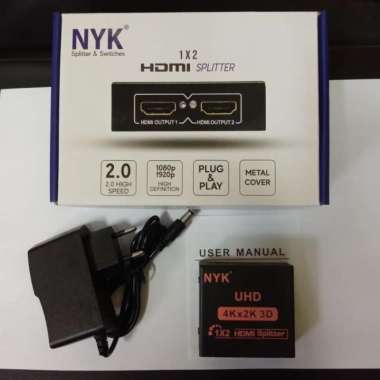 NYK®
Splitter & Switches
1X2
HDMI SPLITTER
HDMI OUTPUT 1
HDMI OUTPUT 2
2.0
2.0 HIGH
SPEED
1080p
1920p
HIGH
DEFINITION
PLUG
&
PLAY
METAL
COVER
USER MANUAL
NYK®
UHD
4Kx2K 3D
1X2 HDMI Splitter